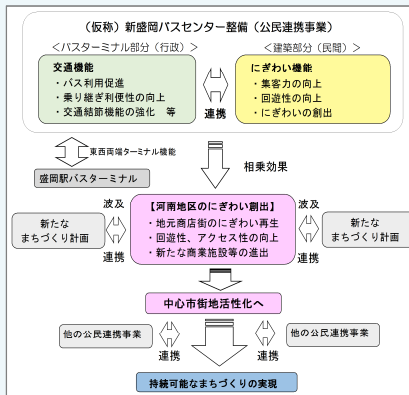 (仮称)新盛岡バスセンター整備(公民連携事業)
<バスターミナル部分(行政)>
<建築部分(民間)>
交通機能
・バス利用促進
・乗り継ぎ利便性の向上
・交通結節機能の強化 等
連携
にぎわい機能
・集客力の向上
・回遊性の向上
・にぎわいの創出
東西両端ターミナル機能
盛岡駅バスターミナル
相乗効果
新たな
まちづくり計画
波及
連携
【河南地区のにぎわい創出】
・地元商店街のにぎわい再生
・回遊性、アクセス性の向上
・新たな商業施設等の進出
波及
連携
新たな
まちづくり計画
中心市街地活性化へ
他の公民連携事業
連携
連携
他の公民連携事業
持続可能なまちづくりの実現